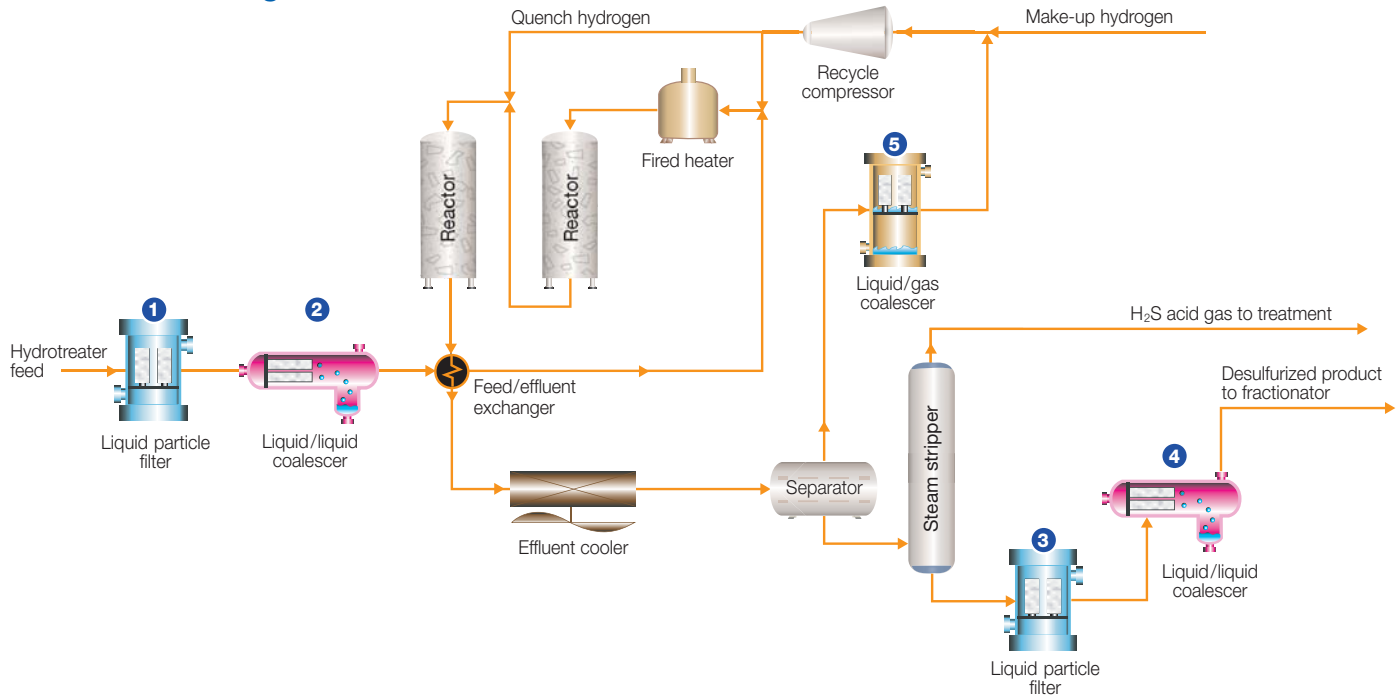 Quench hydrogen
Make-up hydrogen
Recycle
compressor
Fired heater
5
Reactor
Reactor
Liquid/gas
coalescer
1
2
H₂S acid gas to treatment
Hydrotreater
feed
Feed/effluent
exchanger
Desulfurized product
to fractionator
Liquid particle
filter
Liquid/liquid
coalescer
4
Separator
Steam stripper
Effluent cooler
3
Liquid/liquid
coalescer
Liquid particle
filter